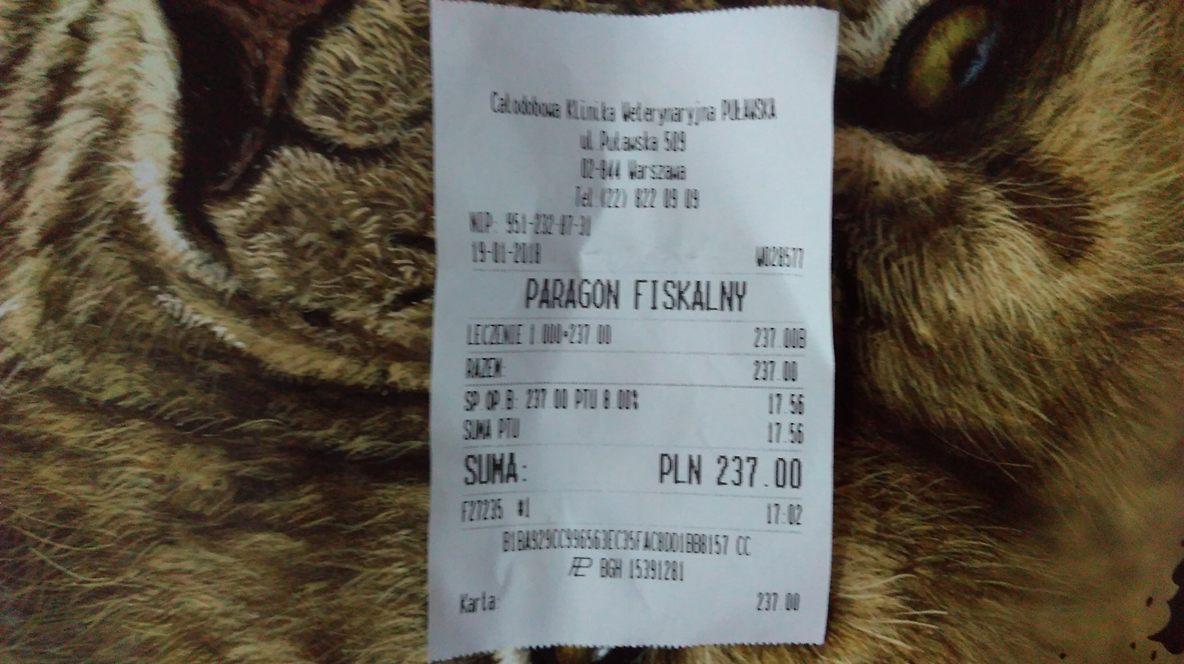 Całodobowa Klinika Weterynaryjna PUŁAWSKA
ul.Puławska 509
02-844 Warszawa
Tel:(22) 822 09 09
NIP: 951-232-87-31
19-01-2018 W028577
PARAGON FISKALNY
LECZENIE 1.000*237.00 237.00B
RAZEM: 237.00
SP.OP.B: 237.00 PTU 8.00% 17.56
SUMA PTU 17.56
SUMA: PLN 237.00
F27235 #1 17:02
B1BA929CC996563EC35FAC8DD1BB8157 CC
BGH 15391281
Karta: 237.00